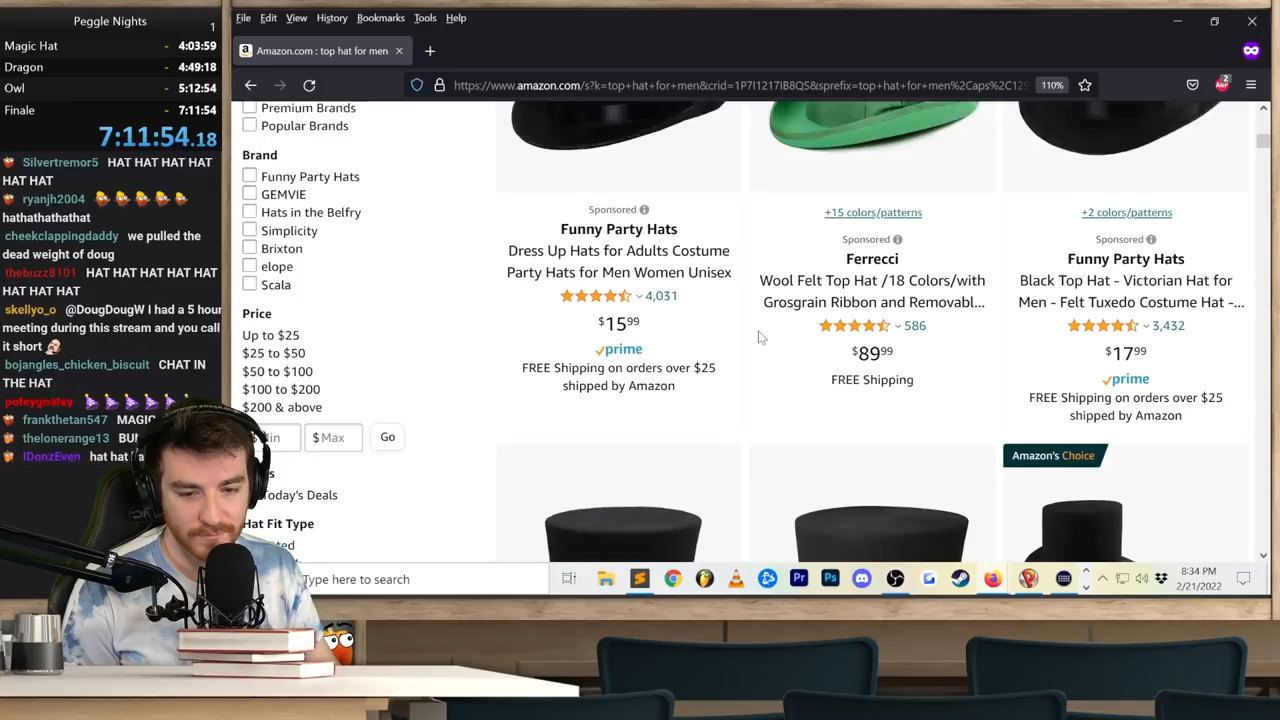 Peggle Nights
1
Magic Hat - 4:03:59
Dragon - 4:49:18
Owl - 5:12:54
Finale - 7:11:54
7:11:54.18
Silvertremor5 HAT HAT HAT HAT
HAT HAT
ryanjh2004
hathathathathat
cheekclappingdaddy we pulled the
dead weight of doug
thebuzz8101 HAT HAT HAT HAT
HAT HAT HAT
skellyo_o @DougDougW I had a 5 hour
meeting during this stream and you call
it short
bojangles_chicken_biscuit CHAT IN
THE HAT
poteygoatey
frankthetan547
thelonerange13
IDonzEven hat hat
File Edit View History Bookmarks Tools Help
Amazon.com : top hat for men
https://www.amazon.com/s?k=top+hat+for+men&crid=1P7I1217IB8QS&sprefix=top+hat+for+men%2Caps%2C12
110%
2
Premium Brands
Popular Brands
Brand
Funny Party Hats
GEMVIE
Hats in the Belfry
Simplicity
Brixton
elope
Scala
Price
Up to $25
$25 to $50
$50 to $100
$100 to $200
$200 & above
$ Max
Go
Today's Deals
Hat Fit Type
Sponsored
Funny Party Hats
Dress Up Hats for Adults Costume
Party Hats for Men Women Unisex
4,031
$15.99
prime
FREE Shipping on orders over $25
shipped by Amazon
+15 colors/patterns
Sponsored
Ferrecci
Wool Felt Top Hat /18 Colors/with
Grosgrain Ribbon and Removabl...
586
$89.99
FREE Shipping
+2 colors/patterns
Sponsored
Funny Party Hats
Black Top Hat - Victorian Hat for
Men - Felt Tuxedo Costume Hat -...
3,432
$17.99
prime
FREE Shipping on orders over $25
shipped by Amazon
Amazon's Choice
Type here to search
8:34 PM
2/21/2022